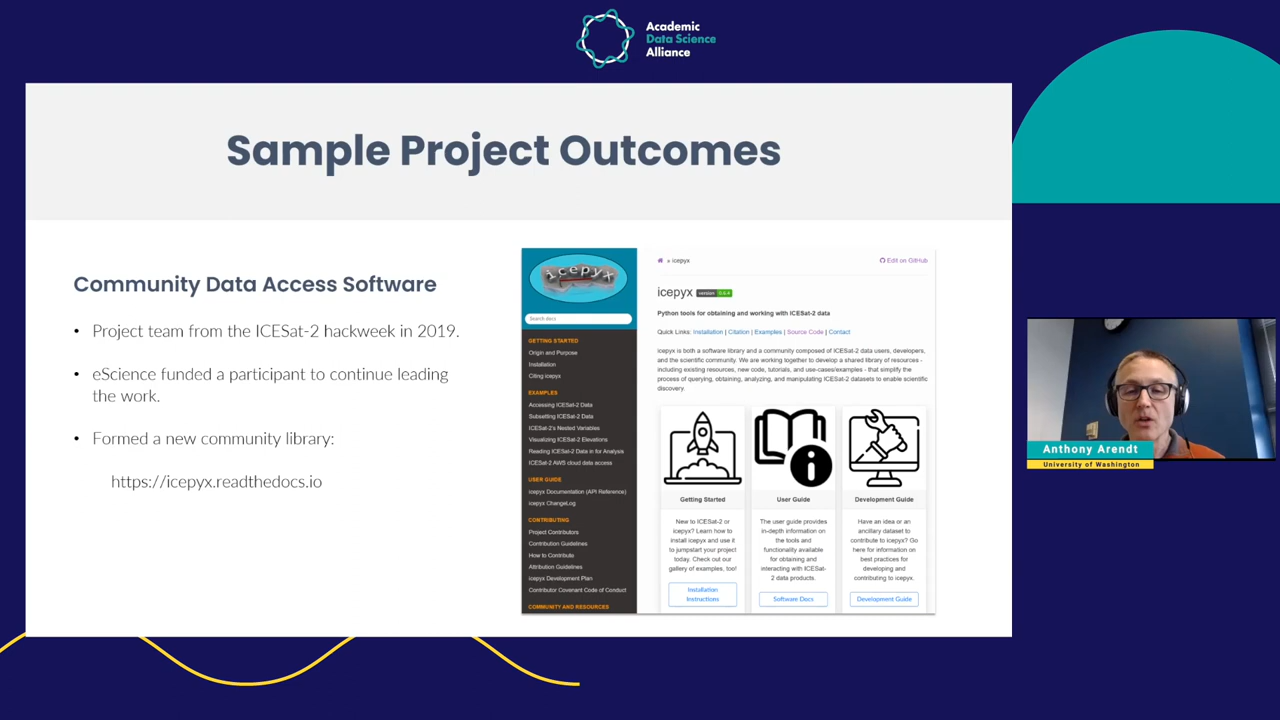 Academic
Data Science
Alliance
Sample Project Outcomes
Community Data Access Software
• Project team from the ICESat-2 hackweek in 2019.
• eScience funded a participant to continue leading
the work.
• Formed a new community library:
https://icepyx.readthedocs.io
icepyx
Search docs
GETTING STARTED
Origin and Purpose
Installation
Citing icepyx
EXAMPLES
Accessing ICESat-2 Data
Subsetting ICESat-2 Data
ICESat-2's Nested Variables
Visualizing ICESat-2 Elevations
Reading ICESat-2 Data in for Analysis
ICESat-2 AWS cloud data access
USER GUIDE
icepyx Documentation (API Reference)
icepyx ChangeLog
CONTRIBUTING
Project Contributors
Contribution Guidelines
How to Contribute
Attribution Guidelines
icepyx Development Plan
Contributor Covenant Code of Conduct
COMMUNITY AND RESOURCES
» icepyx
Edit on GitHub
icepyx version
Python tools for obtaining and working with ICESat-2 data
Quick Links: Installation | Citation | Examples | Source Code | Contact
icepyx is both a software library and a community composed of ICESat-2 data users, developers,
and the scientific community. We are working together to develop a shared library of resources -
including existing resources, new code, tutorials, and use-cases/examples - that simplify the
process of querying, obtaining, analyzing, and manipulating ICESat-2 datasets to enable scientific
discovery.
Getting Started
New to ICESat-2 or
icepyx? Learn how to
install icepyx and use it
to jumpstart your project
today. Check out our
gallery of examples, too!
Installation
Instructions
User Guide
The user guide provides
in-depth information on
the tools and
functionality available
for obtaining and
interacting with ICESat-
2 data products.
Software Docs
Development Guide
Have an idea or an
ancillary dataset to
contribute to icepyx? Go
here for information on
best practices for
developing and
contributing to icepyx.
Development Guide
Anthony Arendt
University of Washington